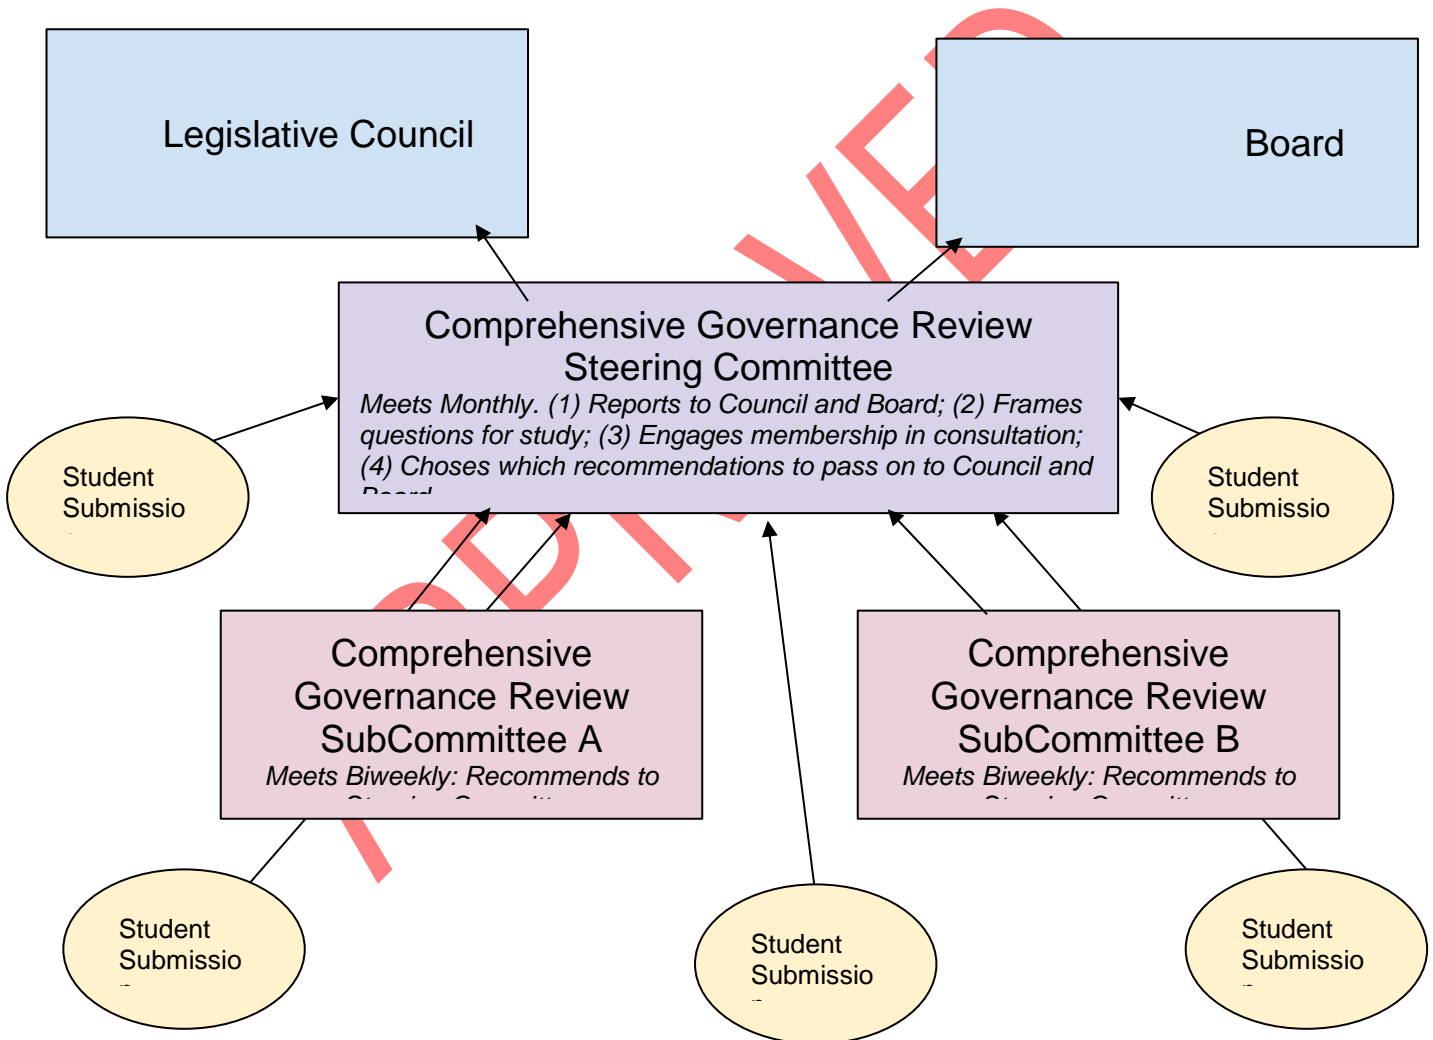 Legislative Council
Board
Comprehensive Governance Review
Steering Committee
Meets Monthly. (1) Reports to Council and Board; (2) Frames
questions for study; (3) Engages membership in consultation;
(4) Choses which recommendations to pass on to Council and
Student
Submissio
Student
Submissio
Comprehensive
Governance Review
SubCommittee A
Meets Biweekly: Recommends to
Comprehensive
Governance Review
SubCommittee B
Meets Biweekly: Recommends to
Student
Submissio
Student
Submissio
Student
Submissio